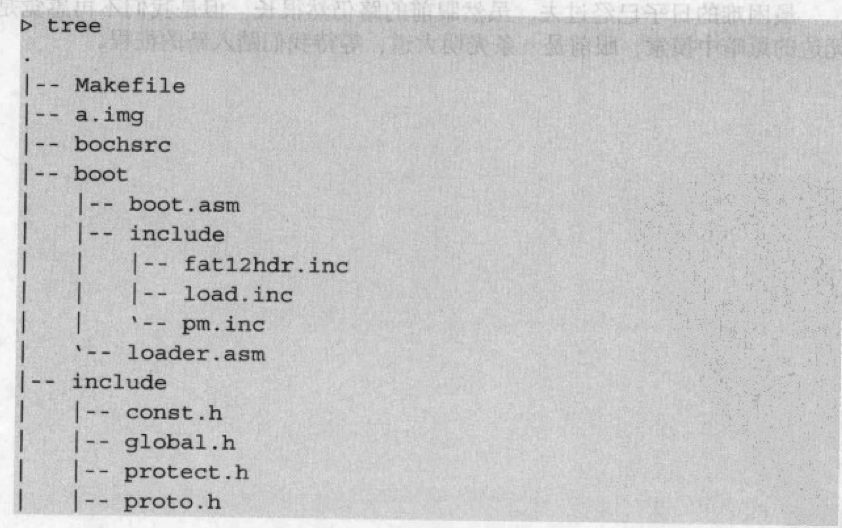 ▷ tree
.
|-- Makefile
|-- a.img
|-- bochsrc
|-- boot
|   |-- boot.asm
|   |-- include
|   |   |-- fat12hdr.inc
|   |   |-- load.inc
|   |   `-- pm.inc
|   `-- loader.asm
|-- include
|   |-- const.h
|   |-- global.h
|   |-- protect.h
|   |-- proto.h